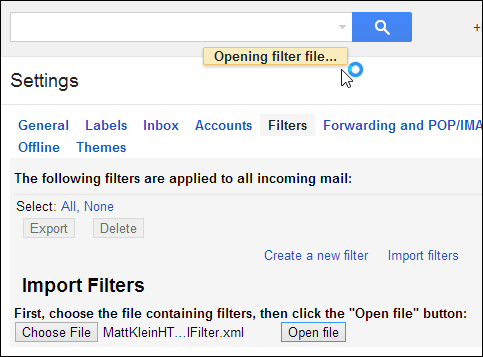 +
Opening filter file...
Settings
General Labels Inbox Accounts Filters Forwarding and POP/IMA
Offline Themes
The following filters are applied to all incoming mail:
Select: All, None
Export Delete
Create a new filter Import filters
Import Filters
First, choose the file containing filters, then click the "Open file" button:
Choose File MattKleinHT...lFilter.xml Open file